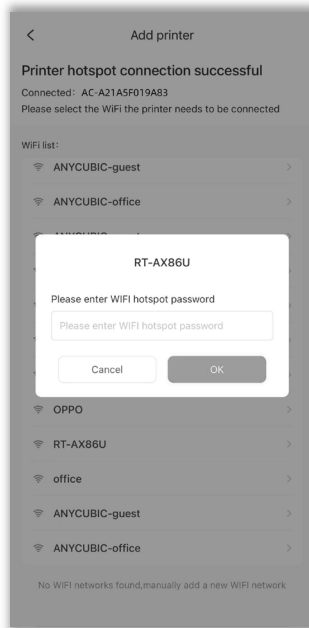 Add printer
Printer hotspot connection successful
Connected: AC-A21A5F019A83
Please select the WiFi the printer needs to be connected
WiFi list:
ANYCUBIC-guest
ANYCUBIC-office
RT-AX86U
Please enter WIFI hotspot password
Please enter WIFI hotspot password
Cancel
OK
OPPO
RT-AX86U
office
ANYCUBIC-guest
ANYCUBIC-office
No WIFI networks found,manually add a new WIFI network